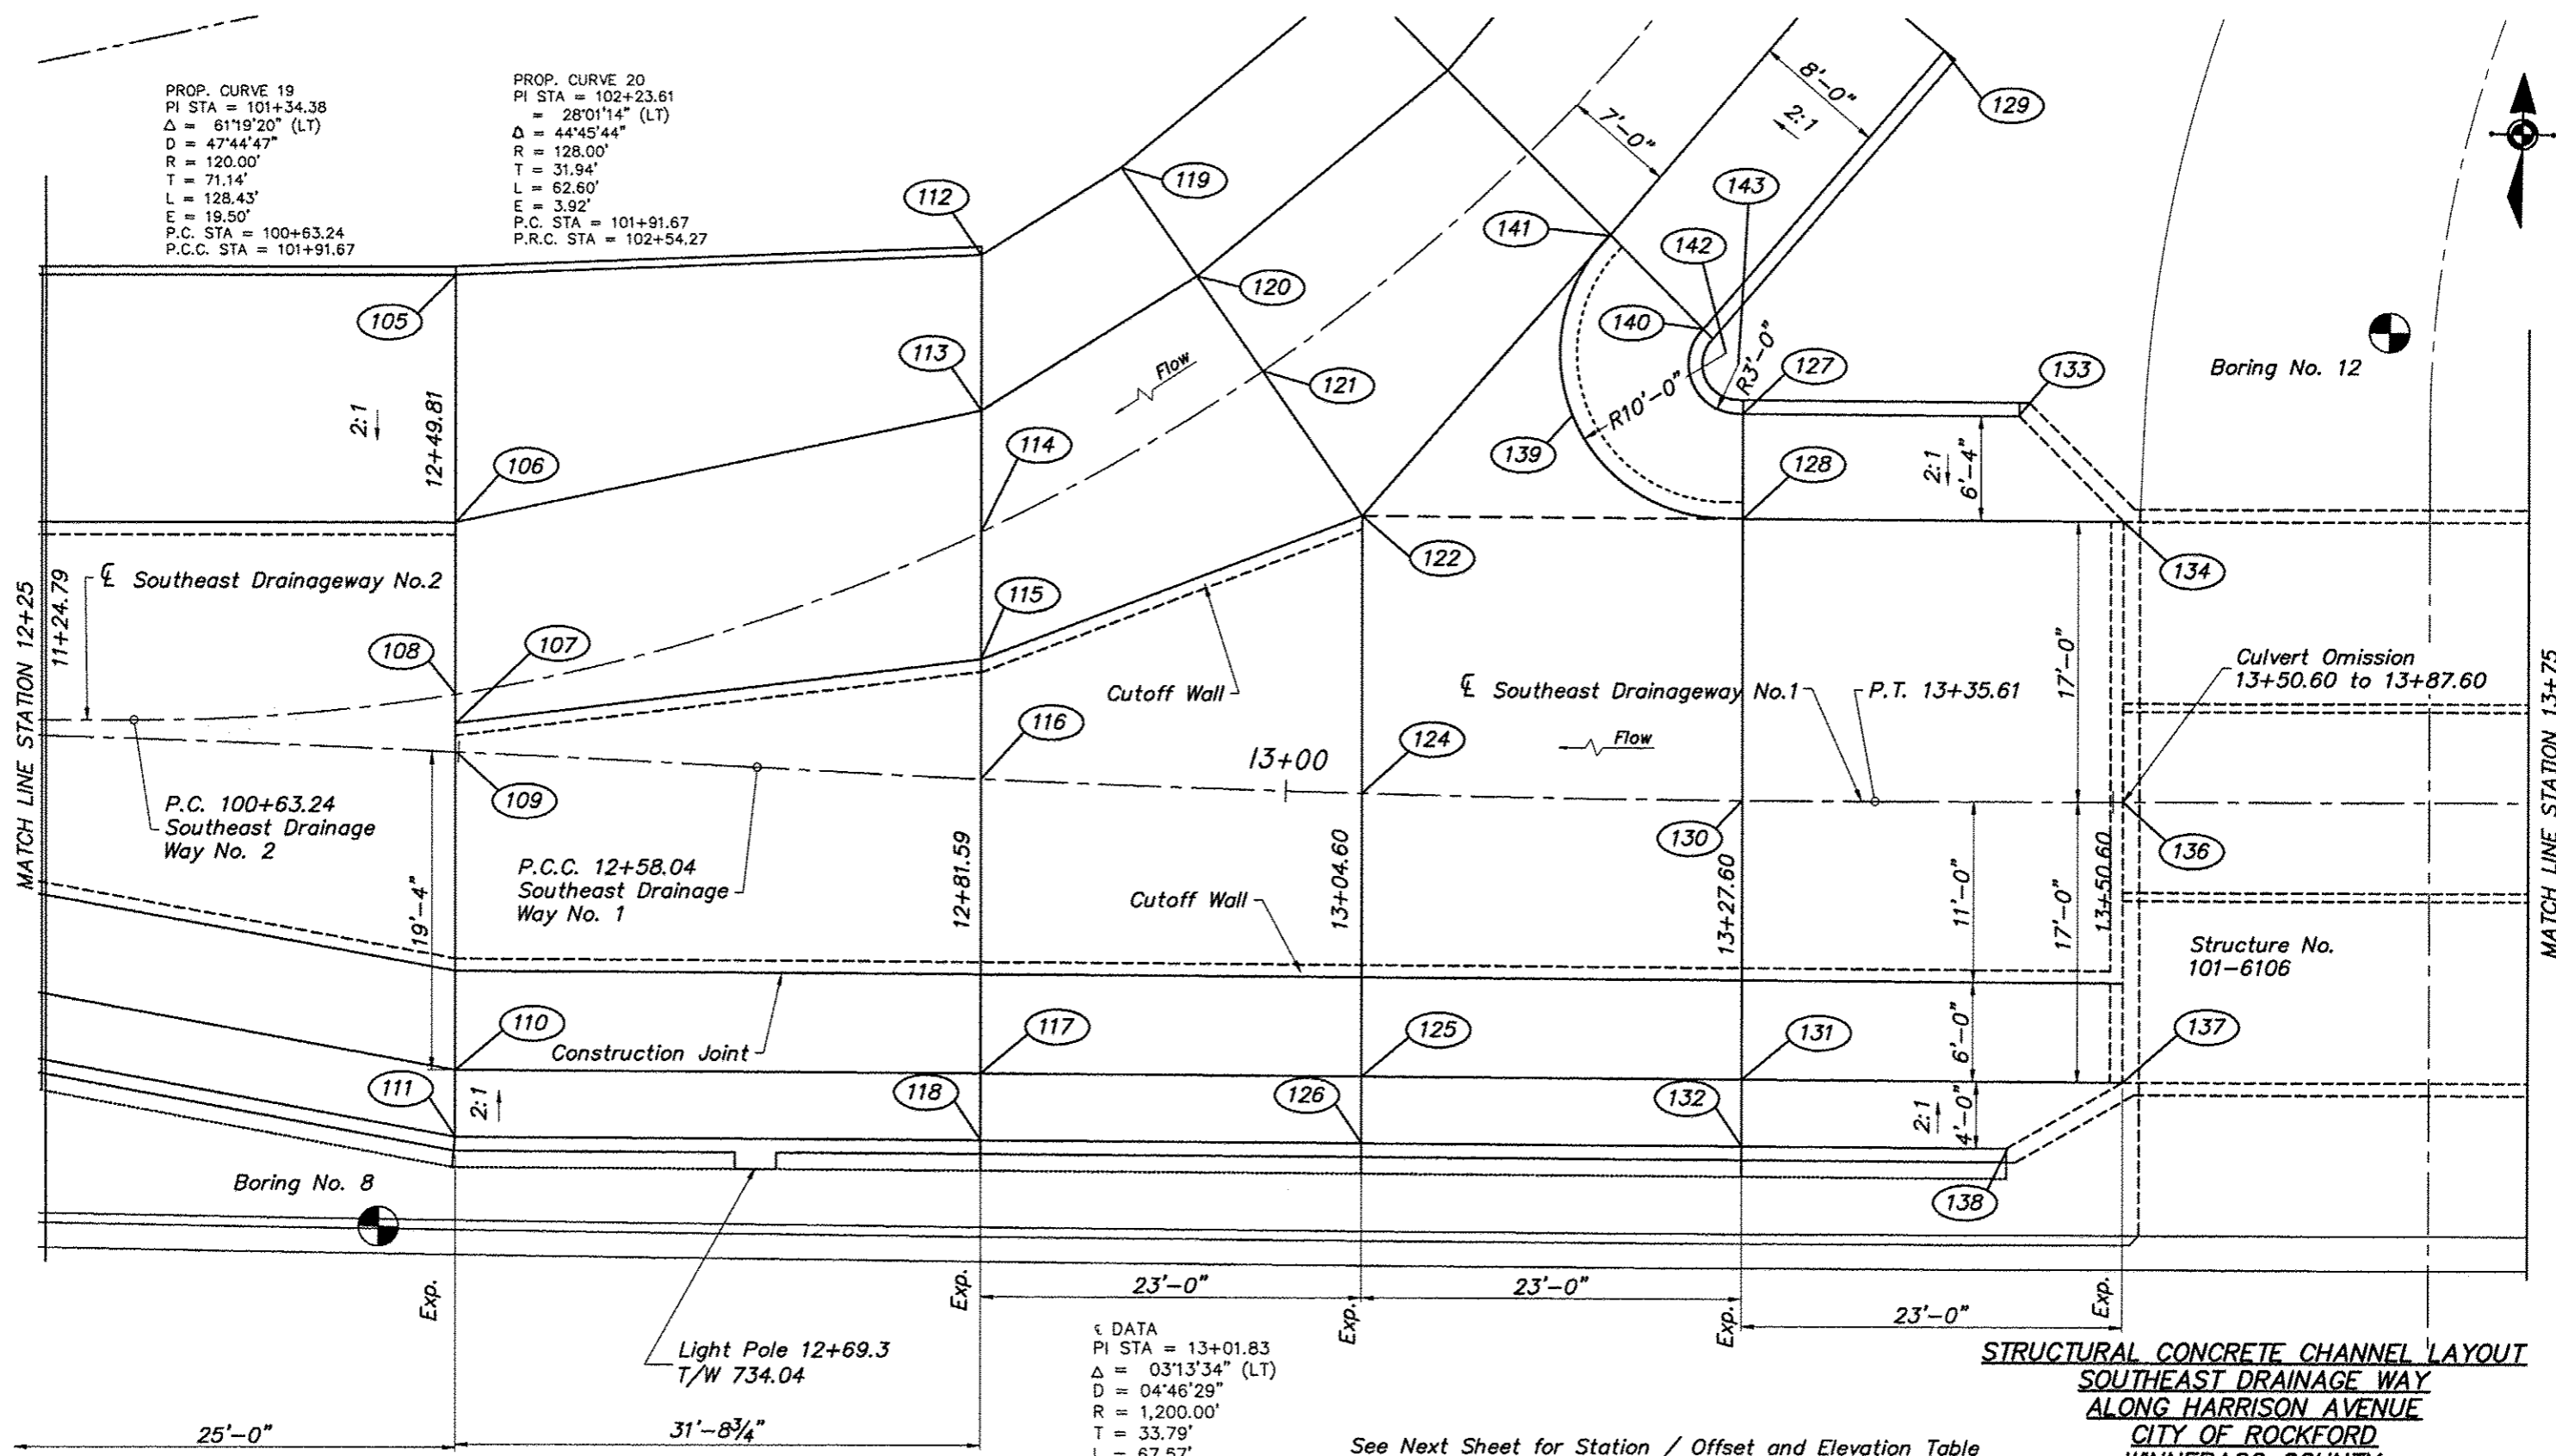 PROP. CURVE 19
PI STA = 101+34.38
Δ = 61°19'20" (LT)
D = 47°44'47"
R = 120.00'
T = 71.14'
L = 128.43'
E = 19.50'
P.C. STA = 100+63.24
P.C.C. STA = 101+91.67
PROP. CURVE 20
PI STA = 102+23.61
= 28°01'14" (LT)
Δ = 44°45'44"
R = 128.00'
T = 31.94'
L = 62.60'
E = 3.92'
P.C. STA = 101+91.67
P.R.C. STA = 102+54.27
8'-0"
2:1
7'-0"
129
112
119
143
141
142
105
120
140
113
121
Flow
R3'-0"
R10'-0"
127
133
Boring No. 12
2:1
12+49.81
106
114
139
128
2:1
6'-4"
MATCH LINE STATION 12+25
11+24.79
℄ Southeast Drainageway No.2
108
107
115
122
134
Cutoff Wall
℄ Southeast Drainageway No.1
P.T. 13+35.61
17'-0"
Culvert Omission
13+50.60 to 13+87.60
MATCH LINE STATION 13+75
116
124
13+00
Flow
P.C. 100+63.24
Southeast Drainage
Way No. 2
109
130
136
19'-4"
P.C.C. 12+58.04
Southeast Drainage
Way No. 1
12+81.59
Cutoff Wall
13+04.60
13+27.60
11'-0"
17'-0"
13+50.60
Structure No.
101-6106
110
Construction Joint
117
125
131
6'-0"
137
111
2:1
118
126
132
2:1
4'-0"
Boring No. 8
138
Exp.
Exp.
23'-0"
Exp.
23'-0"
Exp.
23'-0"
Exp.
Light Pole 12+69.3
T/W 734.04
℄ DATA
PI STA = 13+01.83
Δ = 03°13'34" (LT)
D = 04°46'29"
R = 1,200.00'
T = 33.79'
L = 67.57'
25'-0"
31'-8¾"
See Next Sheet for Station / Offset and Elevation Table
STRUCTURAL CONCRETE CHANNEL LAYOUT
SOUTHEAST DRAINAGE WAY
ALONG HARRISON AVENUE
CITY OF ROCKFORD
WINNEBAGO COUNTY